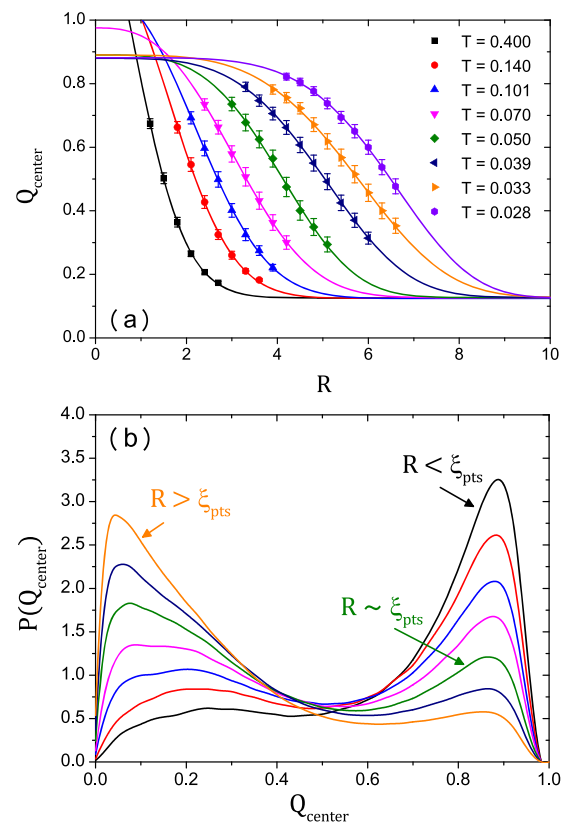 1.0
0.8
0.6
0.4
0.2
0.0
Q_center
T = 0.400
T = 0.140
T = 0.101
T = 0.070
T = 0.050
T = 0.039
T = 0.033
T = 0.028
(a)
0 2 4 6 8 10
R
4.0
3.5
3.0
2.5
2.0
1.5
1.0
0.5
0.0
P(Q_center)
(b)
R < ξ_pts
R > ξ_pts
R ~ ξ_pts
0.0 0.2 0.4 0.6 0.8 1.0
Q_center